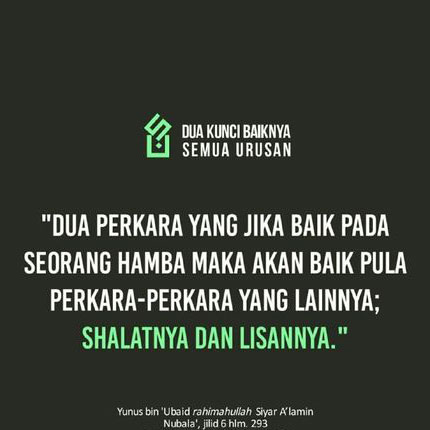 DUA KUNCI BAIKNYA
SEMUA URUSAN
"DUA PERKARA YANG JIKA BAIK PADA
SEORANG HAMBA MAKA AKAN BAIK PULA
PERKARA-PERKARA YANG LAINNYA;
SHALATNYA DAN LISANNYA."
Yunus bin 'Ubaid rahimahullah Siyar A'lamin
Nubala', jilid 6 hlm. 293